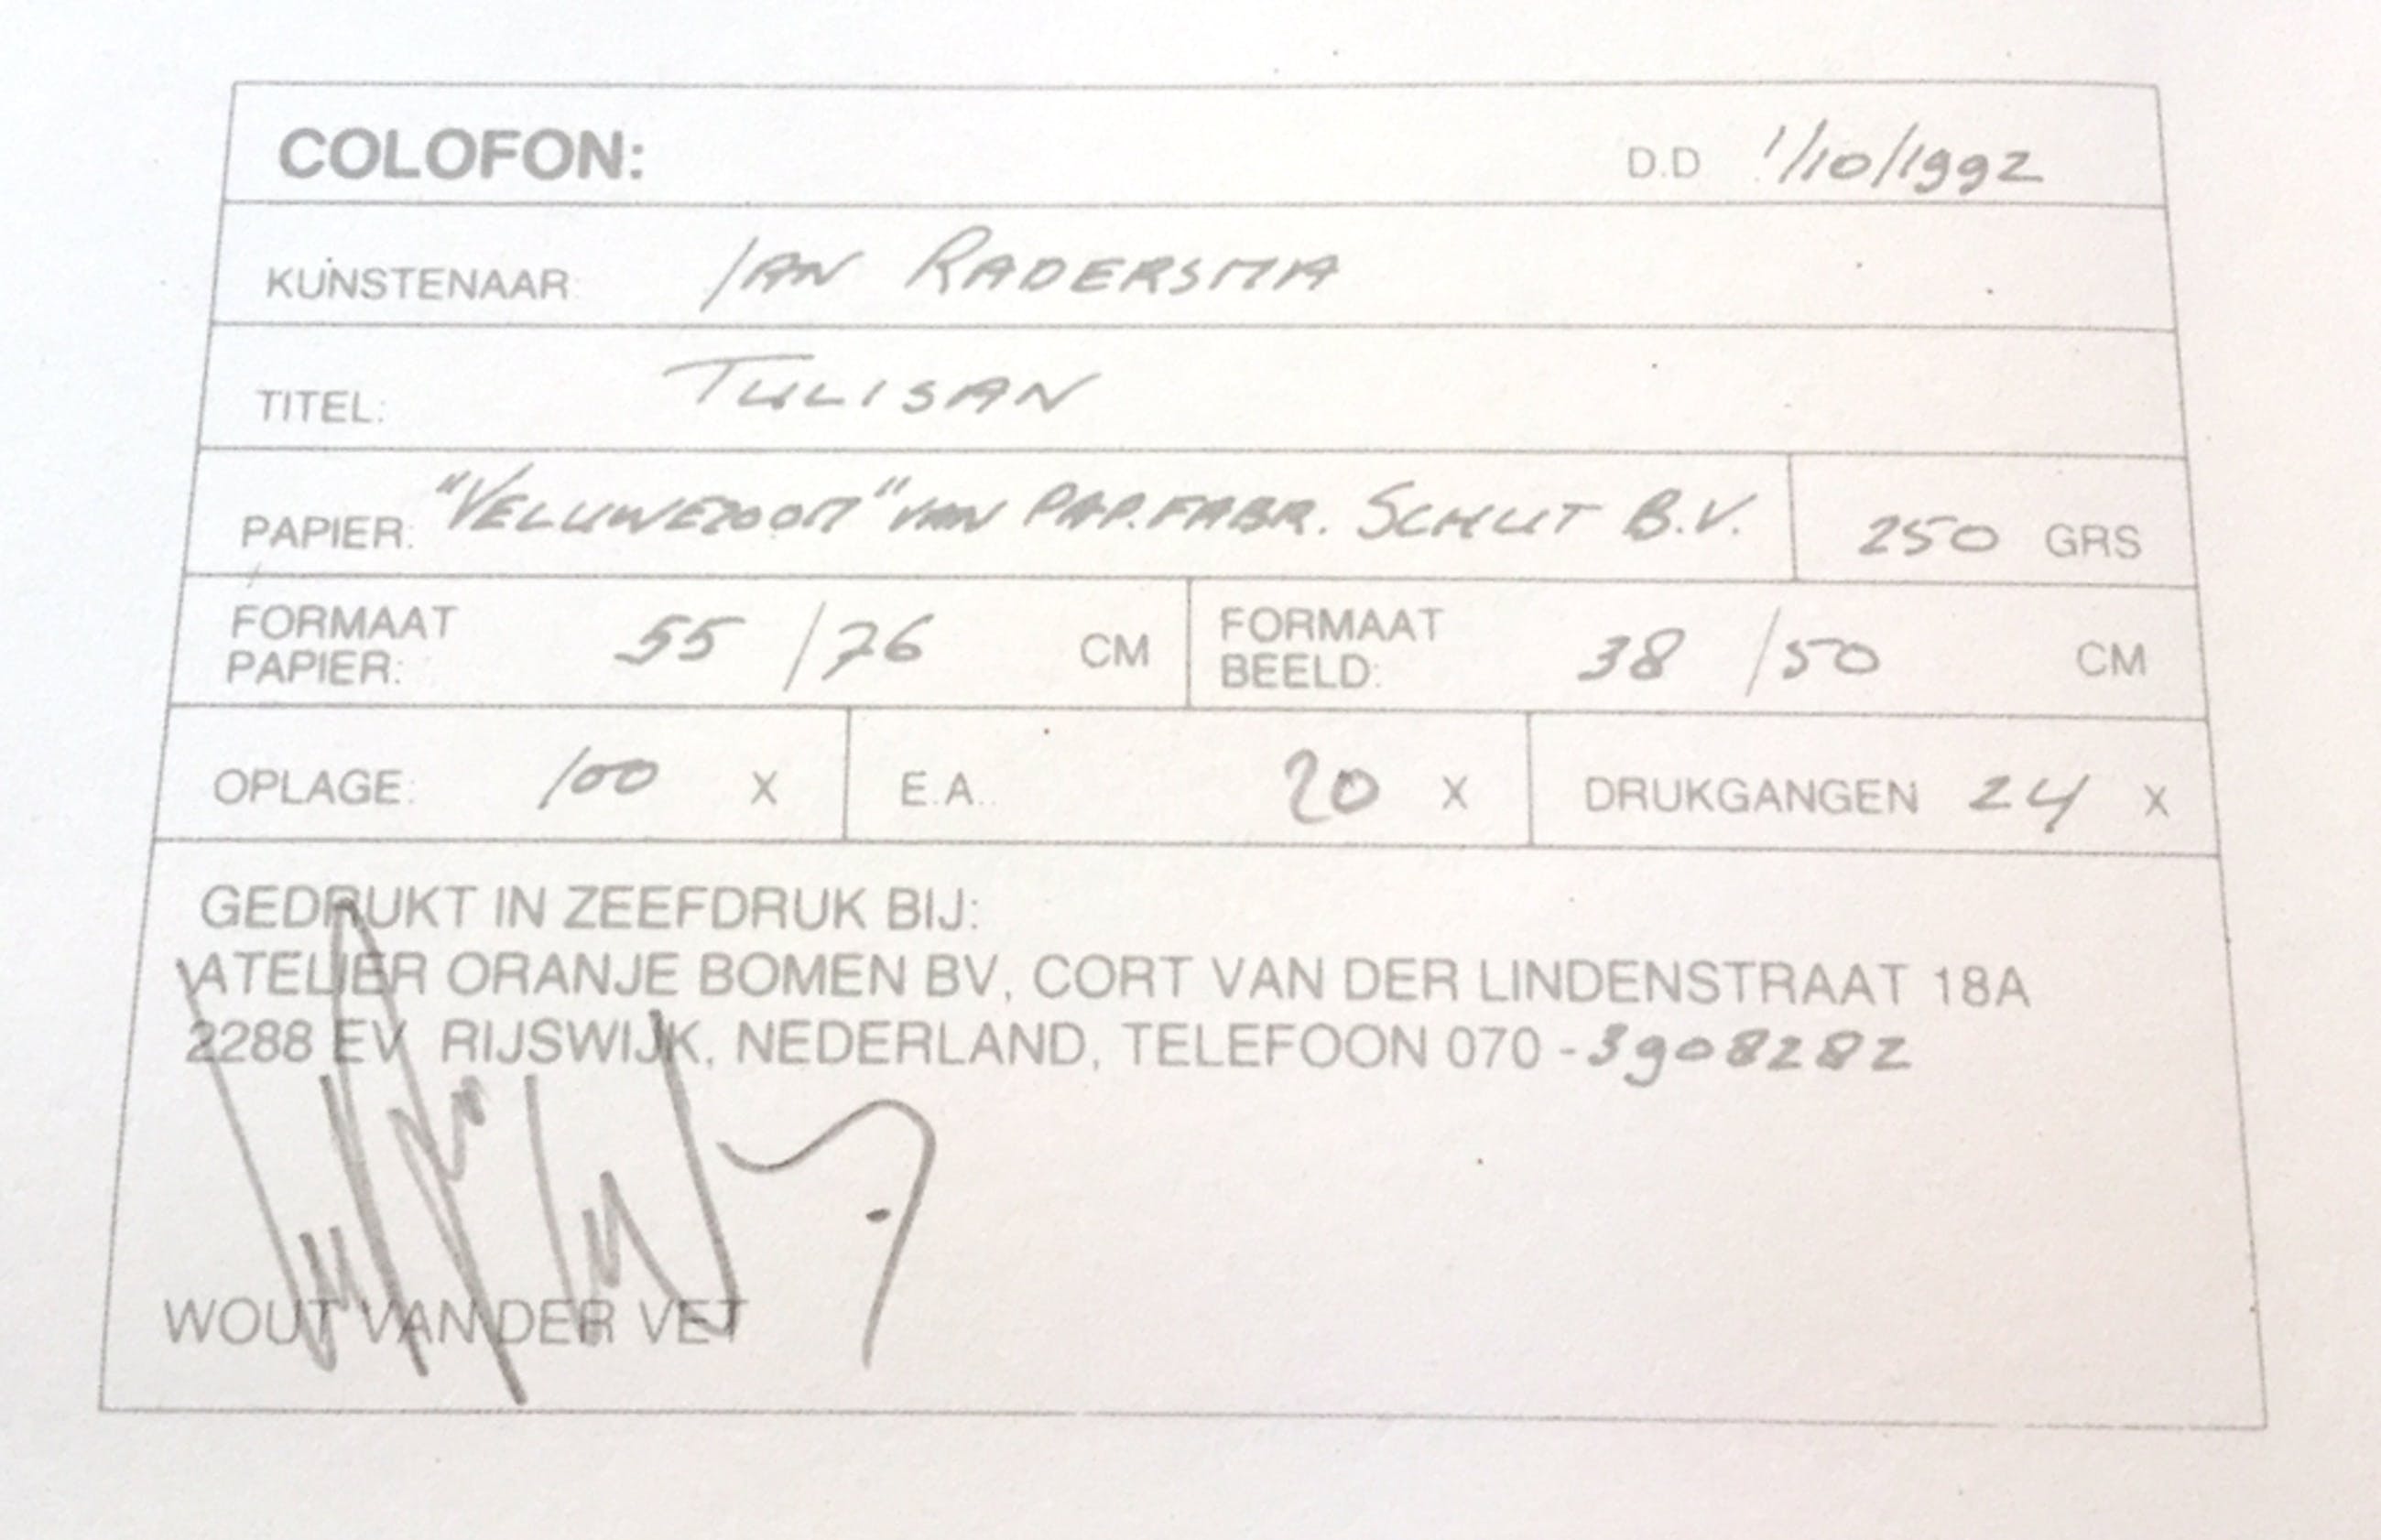 COLOFON: D.D 1/10/1992
KUNSTENAAR: IAN RADERSMA
TITEL: TULISAN
PAPIER: "VELUWEZOOM" VAN PAP.FABR. SCHUT B.V. 250 GRS
FORMAAT PAPIER: 55/76 CM FORMAAT BEELD: 38/50 CM
OPLAGE: 100 X E.A. 20 X DRUKGANGEN 24 X
GEDRUKT IN ZEEFDRUK BIJ:
ATELIER ORANJE BOMEN BV, CORT VAN DER LINDENSTRAAT 18A
2288 EV RIJSWIJK, NEDERLAND, TELEFOON 070 - 3908282
WOUT VAN DER VET